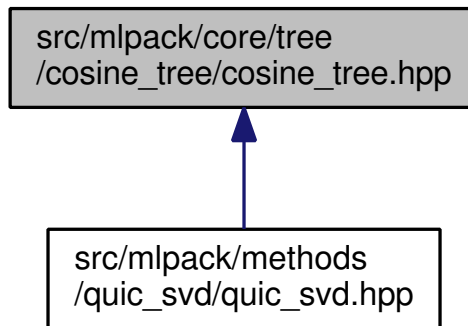 src/mlpack/core/tree
/cosine_tree/cosine_tree.hpp
src/mlpack/methods
/quic_svd/quic_svd.hpp